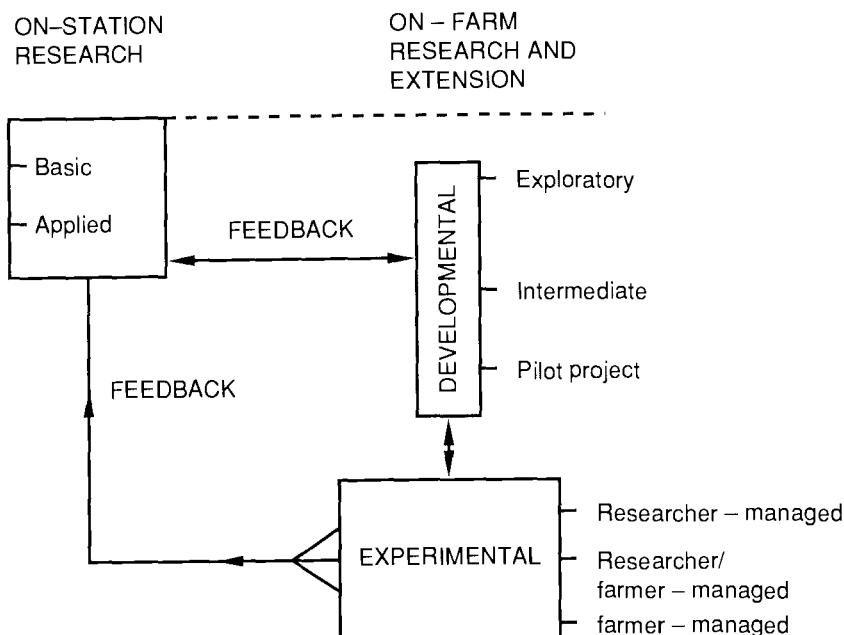 ON–STATION
RESEARCH
ON – FARM
RESEARCH AND
EXTENSION
Basic
Applied
FEEDBACK
DEVELOPMENTAL
Exploratory
Intermediate
Pilot project
FEEDBACK
EXPERIMENTAL
Researcher – managed
Researcher/
farmer – managed
farmer – managed